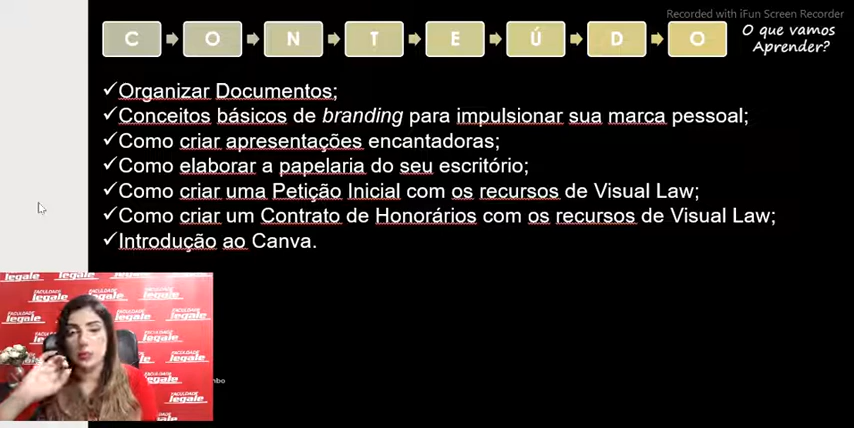 Recorded with iFun Screen Recorder
C O N T E Ú D O
O que vamos
Aprender?
✓Organizar Documentos;
✓Conceitos básicos de branding para impulsionar sua marca pessoal;
✓Como criar apresentações encantadoras;
✓Como elaborar a papelaria do seu escritório;
✓Como criar uma Petição Inicial com os recursos de Visual Law;
✓Como criar um Contrato de Honorários com os recursos de Visual Law;
✓Introdução ao Canva.
FACULDADE
legale